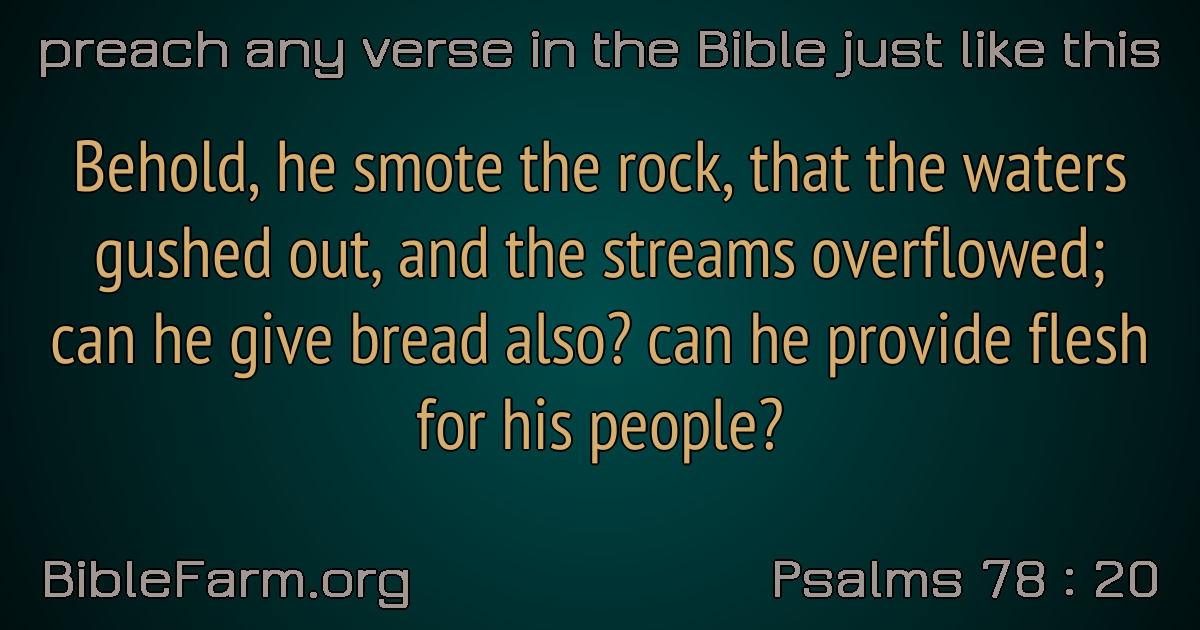 preach any verse in the Bible just like this
Behold, he smote the rock, that the waters
gushed out, and the streams overflowed;
can he give bread also? can he provide flesh
for his people?
BibleFarm.org
Psalms 78 : 20